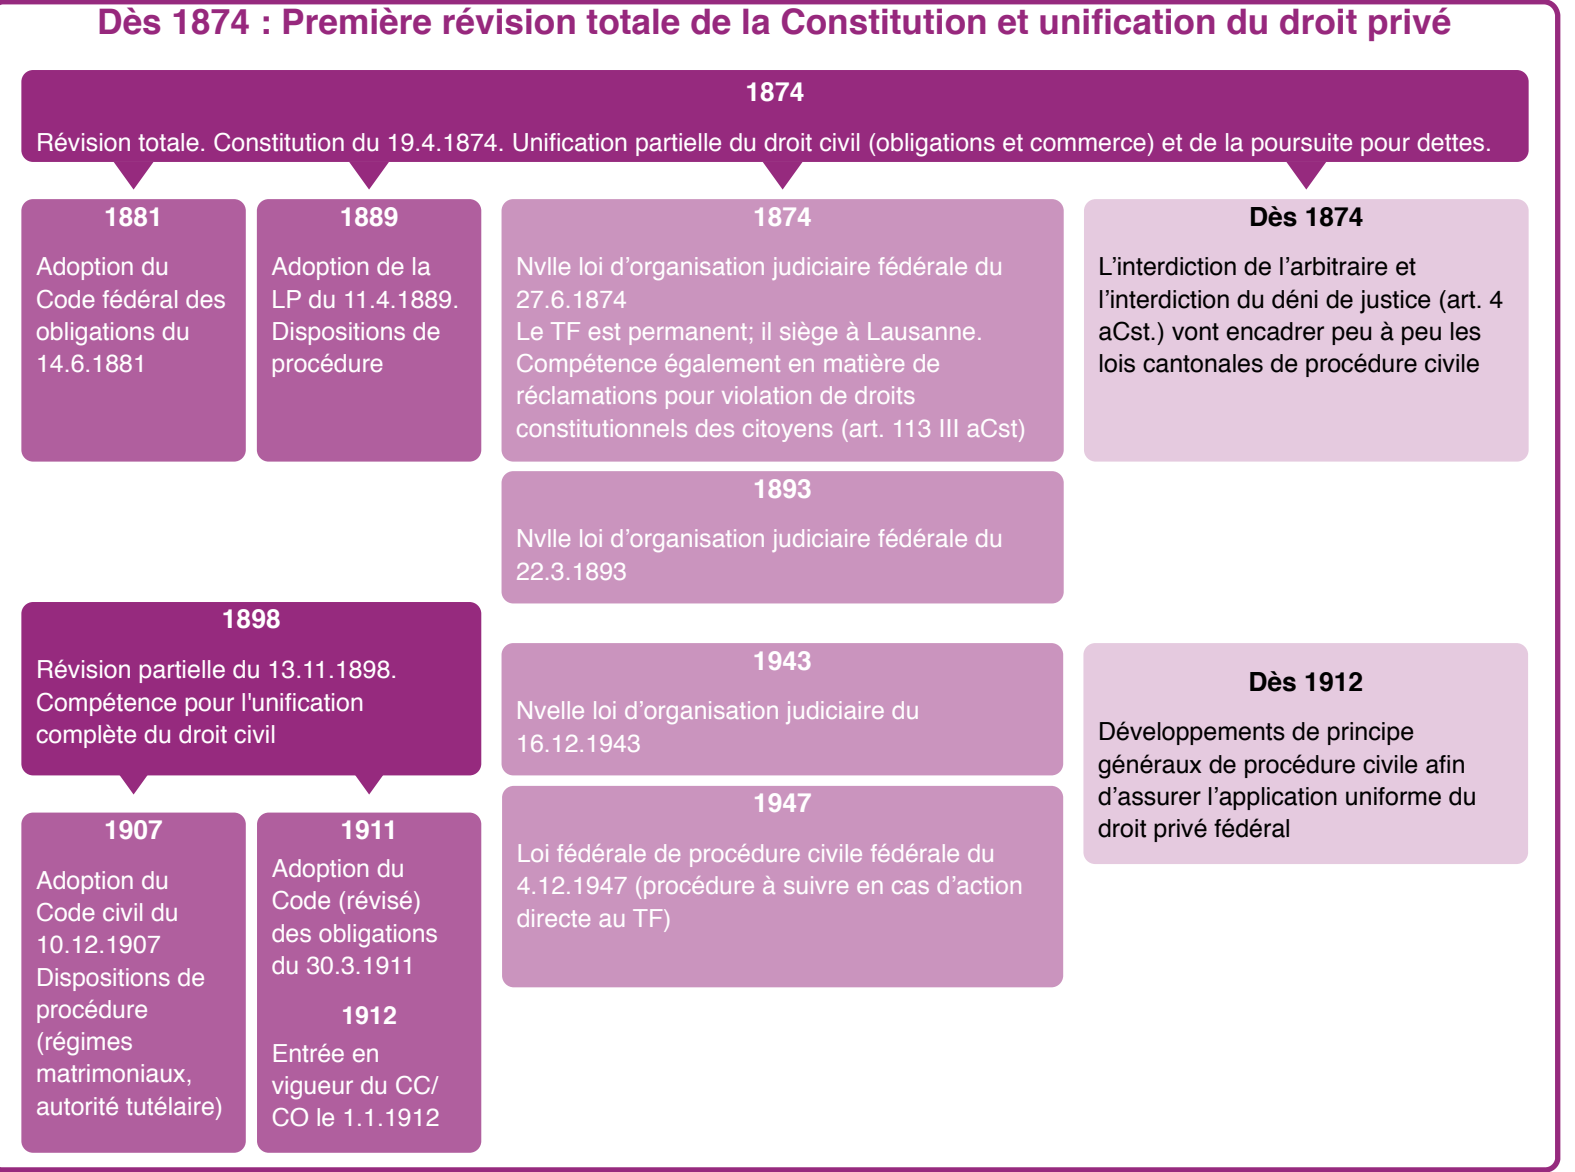 Dès 1874 : Première révision totale de la Constitution et unification du droit privé
1874
Révision totale. Constitution du 19.4.1874. Unification partielle du droit civil (obligations et commerce) et de la poursuite pour dettes.
1881
Adoption du
Code fédéral des
obligations du
14.6.1881
1889
Adoption de la
LP du 11.4.1889.
Dispositions de
procédure
1874
Nvlle loi d’organisation judiciaire fédérale du
27.6.1874
Le TF est permanent; il siège à Lausanne.
Compétence également en matière de
réclamations pour violation de droits
constitutionnels des citoyens (art. 113 III aCst)
Dès 1874
L’interdiction de l’arbitraire et
l’interdiction du déni de justice (art. 4
aCst.) vont encadrer peu à peu les
lois cantonales de procédure civile
1893
Nvlle loi d’organisation judiciaire fédérale du
22.3.1893
1898
Révision partielle du 13.11.1898.
Compétence pour l'unification
complète du droit civil
1943
Nvelle loi d’organisation judiciaire du
16.12.1943
Dès 1912
Développements de principe
généraux de procédure civile afin
d’assurer l’application uniforme du
droit privé fédéral
1907
Adoption du
Code civil du
10.12.1907
Dispositions de
procédure
(régimes
matrimoniaux,
autorité tutélaire)
1911
Adoption du
Code (révisé)
des obligations
du 30.3.1911
1912
Entrée en
vigueur du CC/
CO le 1.1.1912
1947
Loi fédérale de procédure civile fédérale du
4.12.1947 (procédure à suivre en cas d’action
directe au TF)